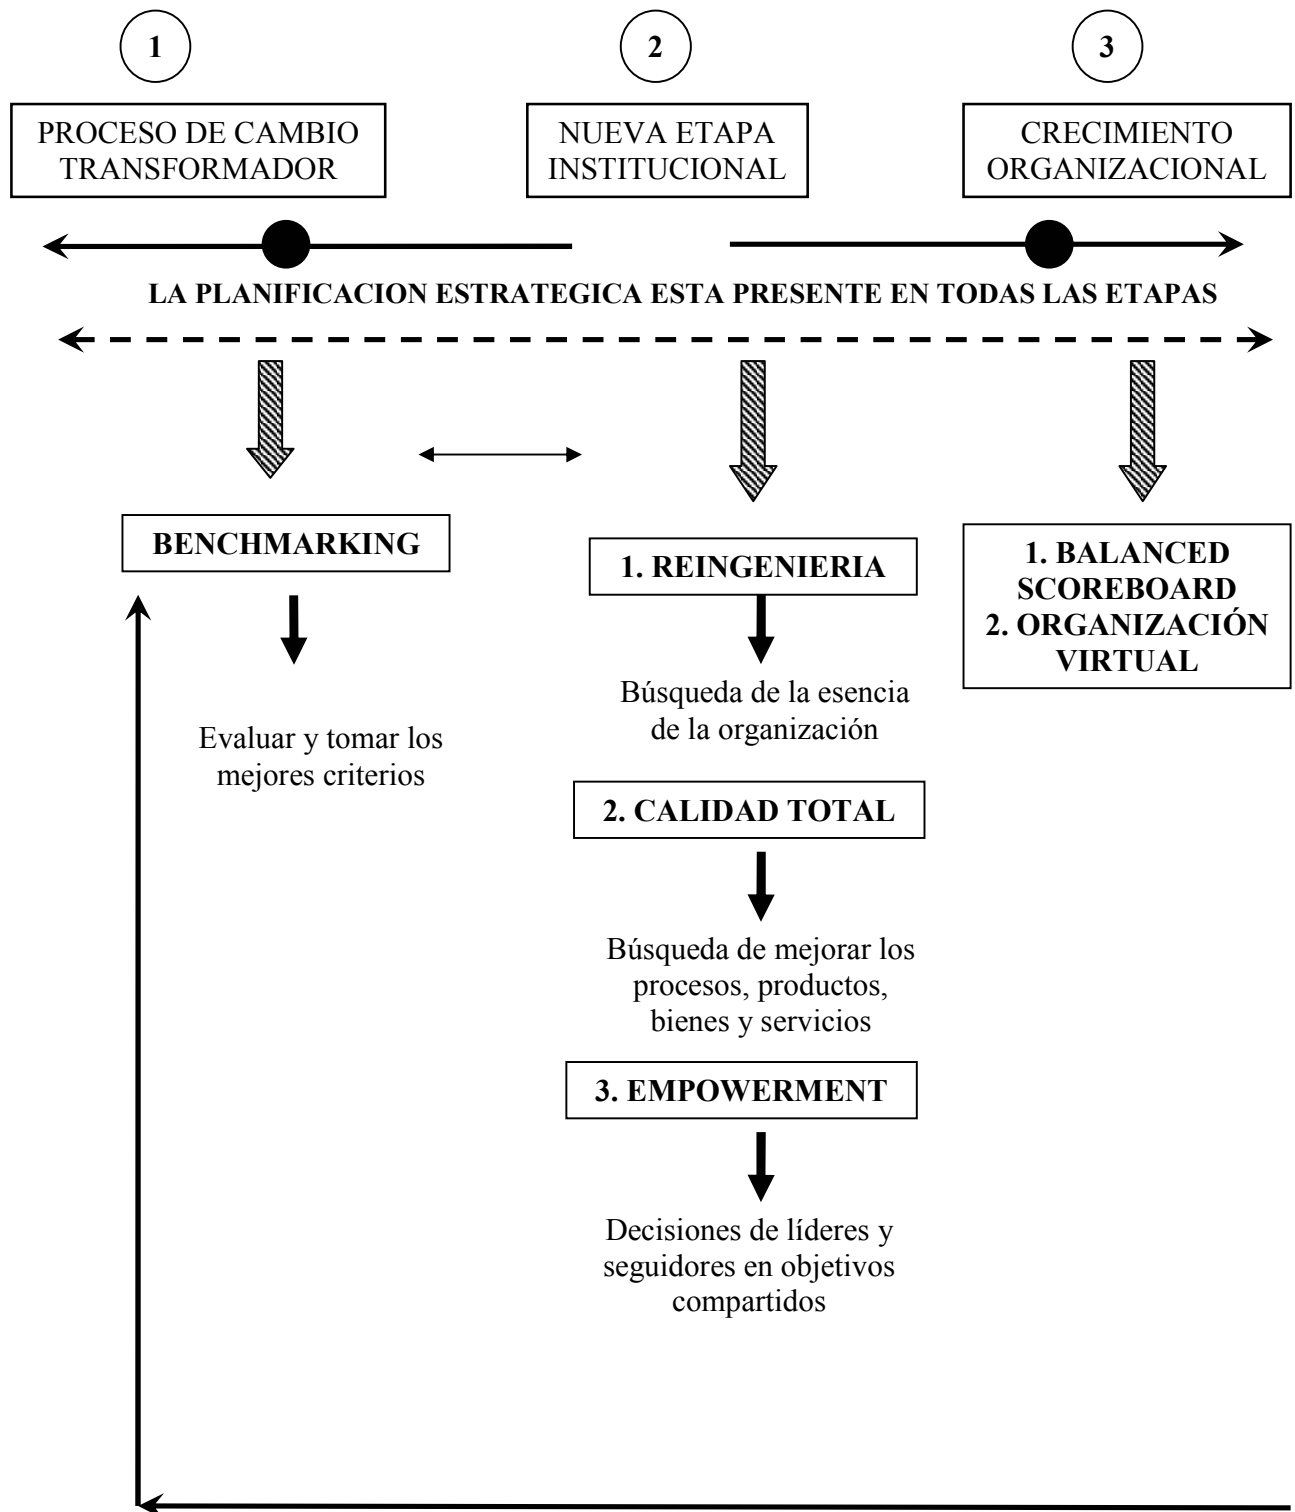 1
2
3
PROCESO DE CAMBIO
TRANSFORMADOR
NUEVA ETAPA
INSTITUCIONAL
CRECIMIENTO
ORGANIZACIONAL
LA PLANIFICACION ESTRATEGICA ESTA PRESENTE EN TODAS LAS ETAPAS
BENCHMARKING
Evaluar y tomar los
mejores criterios
1. REINGENIERIA
Búsqueda de la esencia
de la organización
2. CALIDAD TOTAL
Búsqueda de mejorar los
procesos, productos,
bienes y servicios
3. EMPOWERMENT
Decisiones de líderes y
seguidores en objetivos
compartidos
1. BALANCED
SCOREBOARD
2. ORGANIZACIÓN
VIRTUAL